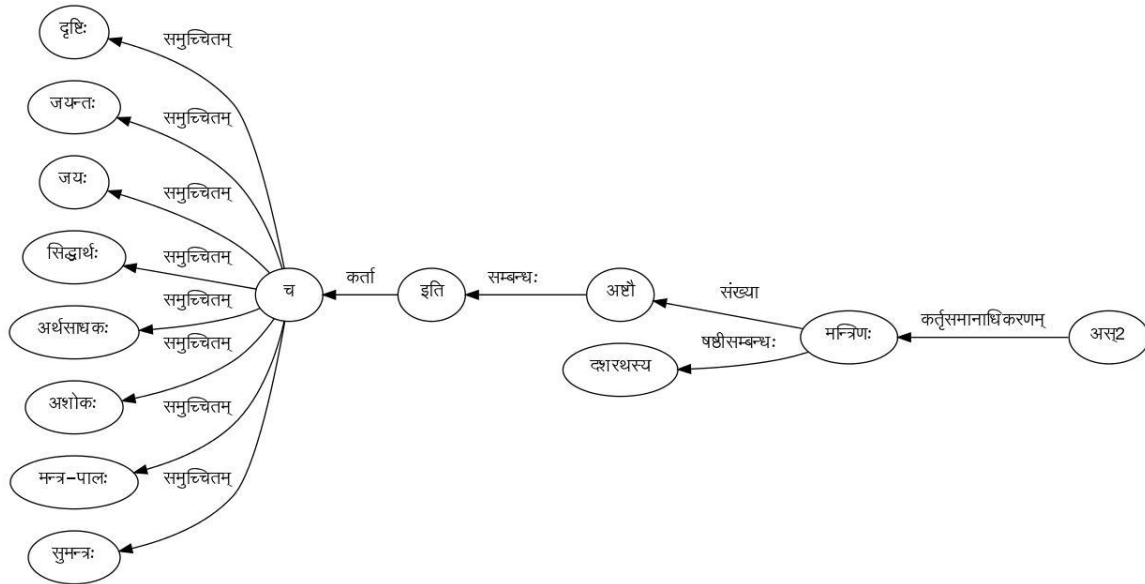 दृष्टिः
समुच्चितम्
जयन्तः
समुच्चितम्
जयः
समुच्चितम्
सिद्धार्थः
समुच्चितम्
च
कर्ता
इति
सम्बन्धः
अष्टौ
संख्या
अर्थसाधकः
समुच्चितम्
मन्त्रिणः
कर्तृसमानाधिकरणम्
अस्2
समुच्चितम्
दशरथस्य
षष्ठीसम्बन्धः
अशोकः
समुच्चितम्
मन्त्र-पालः
समुच्चितम्
सुमन्त्रः